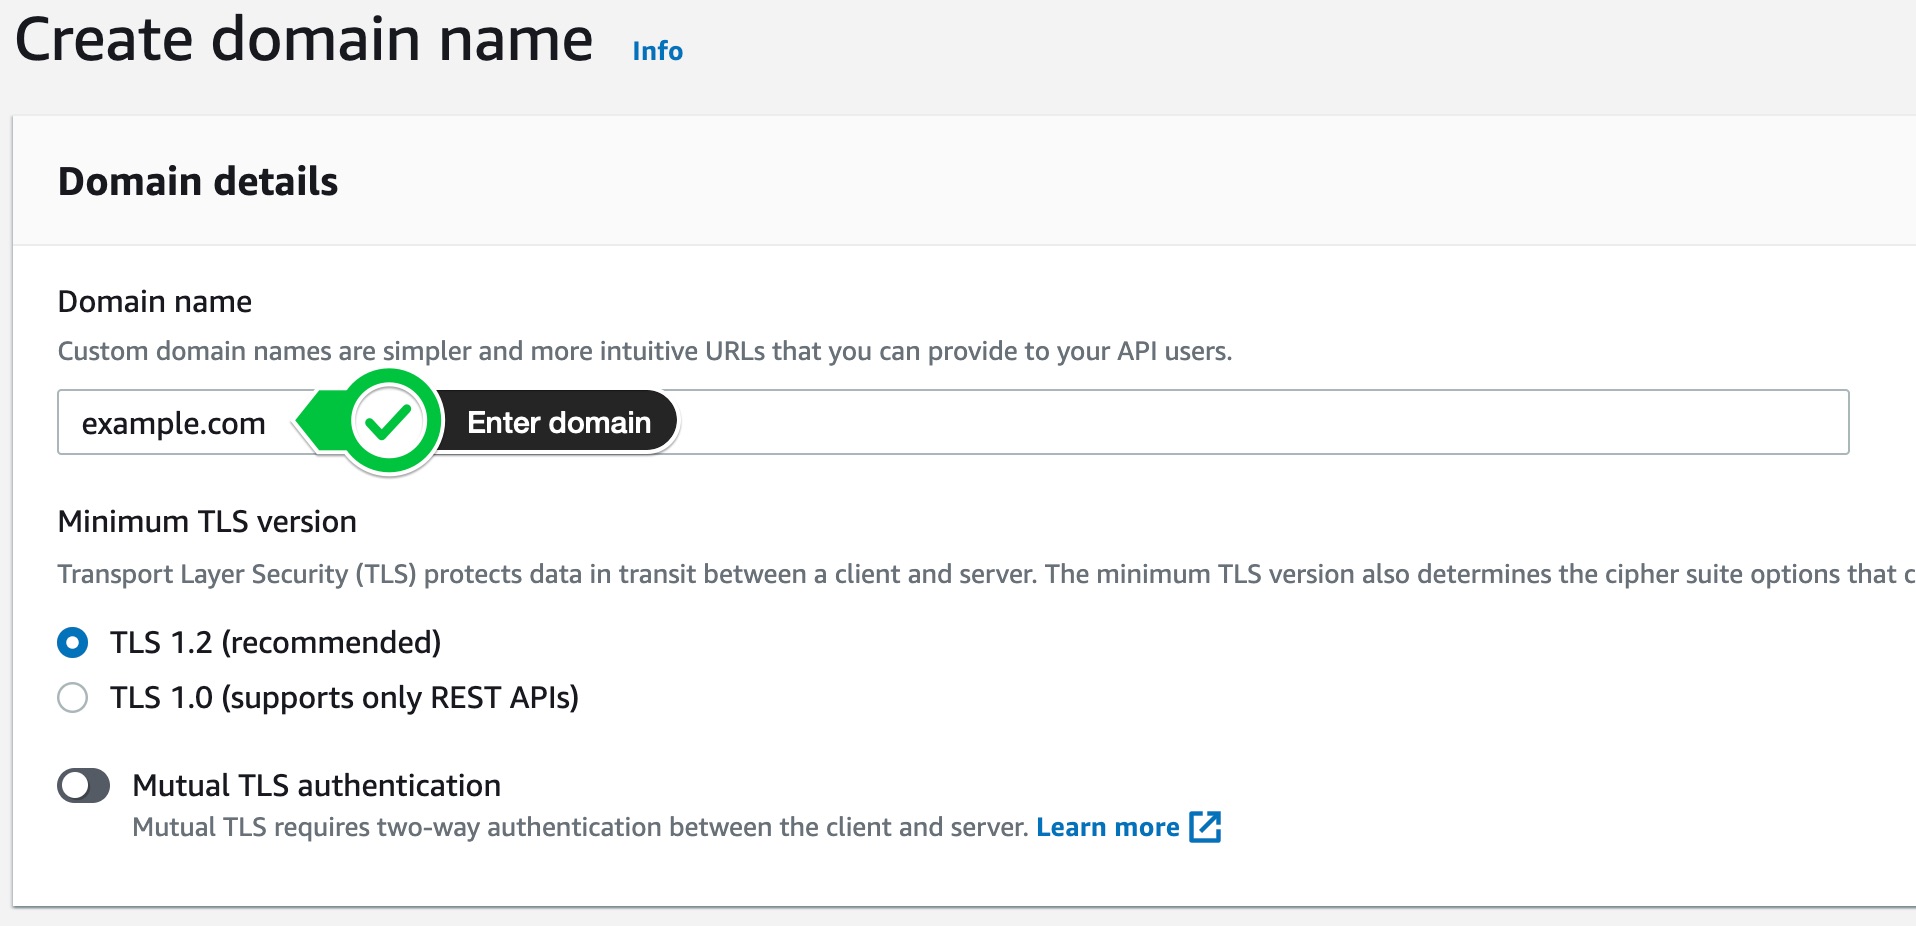 Create domain name Info
Domain details
Domain name
Custom domain names are simpler and more intuitive URLs that you can provide to your API users.
example.com Enter domain
Minimum TLS version
Transport Layer Security (TLS) protects data in transit between a client and server. The minimum TLS version also determines the cipher suite options that c
TLS 1.2 (recommended)
TLS 1.0 (supports only REST APIs)
Mutual TLS authentication
Mutual TLS requires two-way authentication between the client and server. Learn more